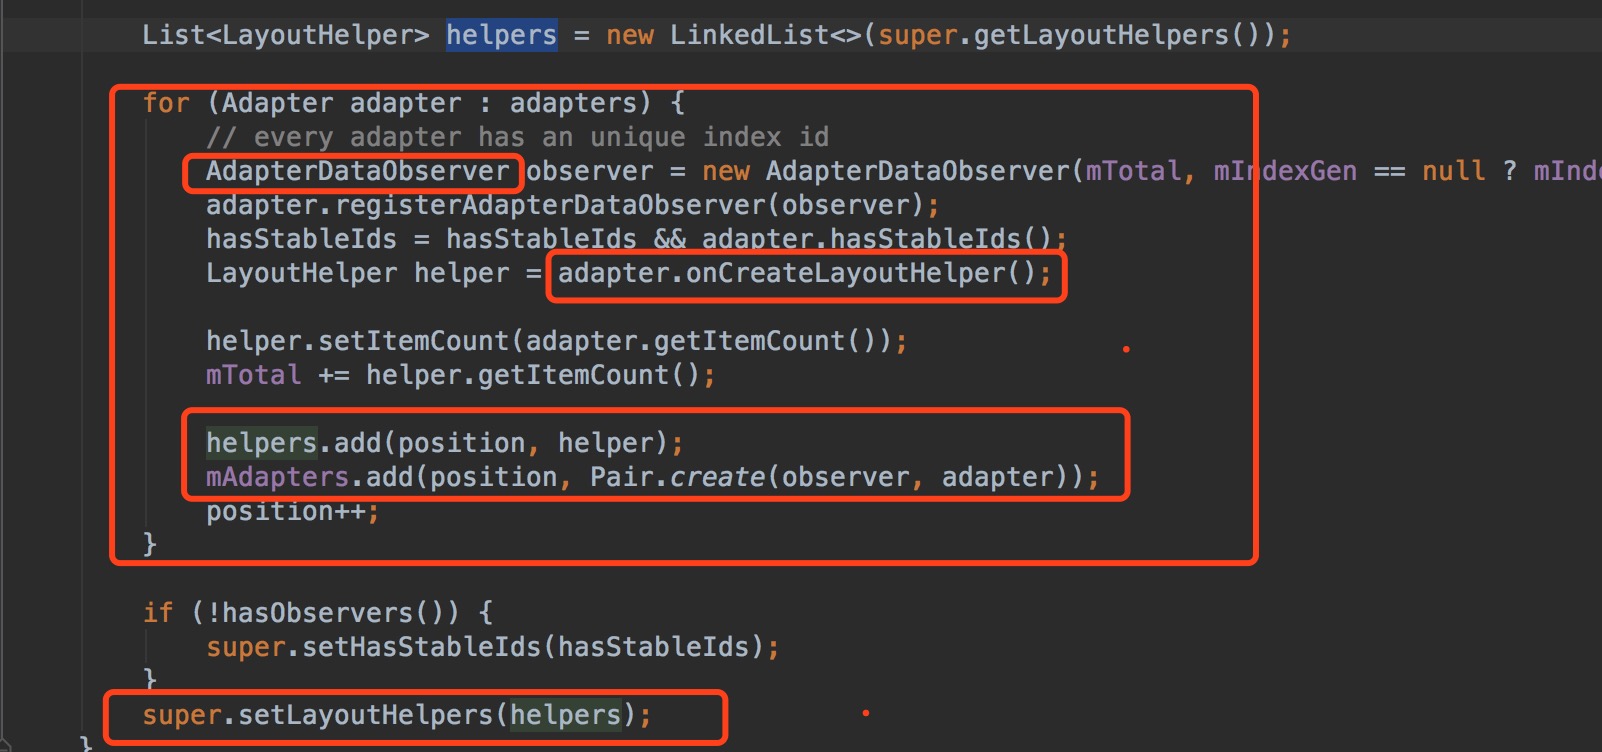 List<LayoutHelper> helpers = new LinkedList<>(super.getLayoutHelpers());
for (Adapter adapter : adapters) {
// every adapter has an unique index id
AdapterDataObserver observer = new AdapterDataObserver(mTotal, mIndexGen == null ? mInd
adapter.registerAdapterDataObserver(observer);
hasStableIds = hasStableIds && adapter.hasStableIds();
LayoutHelper helper = adapter.onCreateLayoutHelper();
helper.setItemCount(adapter.getItemCount());
mTotal += helper.getItemCount();
helpers.add(position, helper);
mAdapters.add(position, Pair.create(observer, adapter));
position++;
}
if (!hasObservers()) {
super.setHasStableIds(hasStableIds);
}
super.setLayoutHelpers(helpers);
}